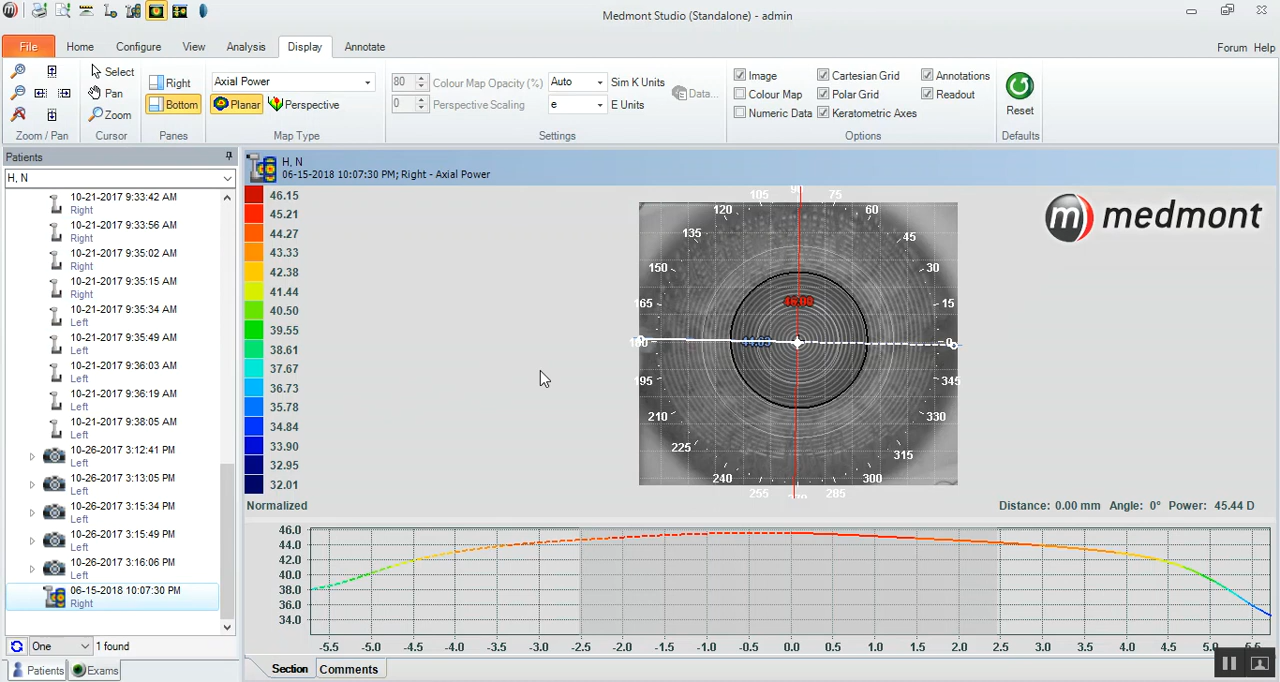 Medmont Studio (Standalone) - admin
File Home Configure View Analysis Display Annotate Forum Help
Select
Pan
Zoom
Zoom / Pan
Cursor
Right
Bottom
Panes
Axial Power
Planar Perspective
Map Type
80 Colour Map Opacity (%) Auto Sim K Units
0 Perspective Scaling e E Units
Data...
Settings
Image Cartesian Grid Annotations
Colour Map Polar Grid Readout
Numeric Data Keratometric Axes
Options
Reset
Defaults
Patients
H, N
10-21-2017 9:33:42 AM
Right
10-21-2017 9:33:56 AM
Right
10-21-2017 9:35:02 AM
Right
10-21-2017 9:35:15 AM
Right
10-21-2017 9:35:34 AM
Left
10-21-2017 9:35:49 AM
Left
10-21-2017 9:36:03 AM
Left
10-21-2017 9:36:19 AM
Left
10-21-2017 9:38:05 AM
Left
10-26-2017 3:12:41 PM
Left
10-26-2017 3:13:05 PM
Left
10-26-2017 3:15:34 PM
Left
10-26-2017 3:15:49 PM
Left
10-26-2017 3:16:06 PM
Left
06-15-2018 10:07:30 PM
Right
One 1 found
Patients Exams
H, N
06-15-2018 10:07:30 PM; Right - Axial Power
46.15
45.21
44.27
43.33
42.38
41.44
40.50
39.55
38.61
37.67
36.73
35.78
34.84
33.90
32.95
32.01
Normalized
m medmont
105 75
120 60
135 45
150 30
165 15
180 0
195 345
210 330
225 315
240 300
255 285
46.00
Distance: 0.00 mm Angle: 0° Power: 45.44 D
46.0
44.0
42.0
40.0
38.0
36.0
34.0
-5.5 -5.0 -4.5 -4.0 -3.5 -3.0 -2.5 -2.0 -1.5 -1.0 -0.5 0.0 0.5 1.0 1.5 2.0 2.5 3.0 3.5 4.0 4.5 5.0 5.5
Section Comments